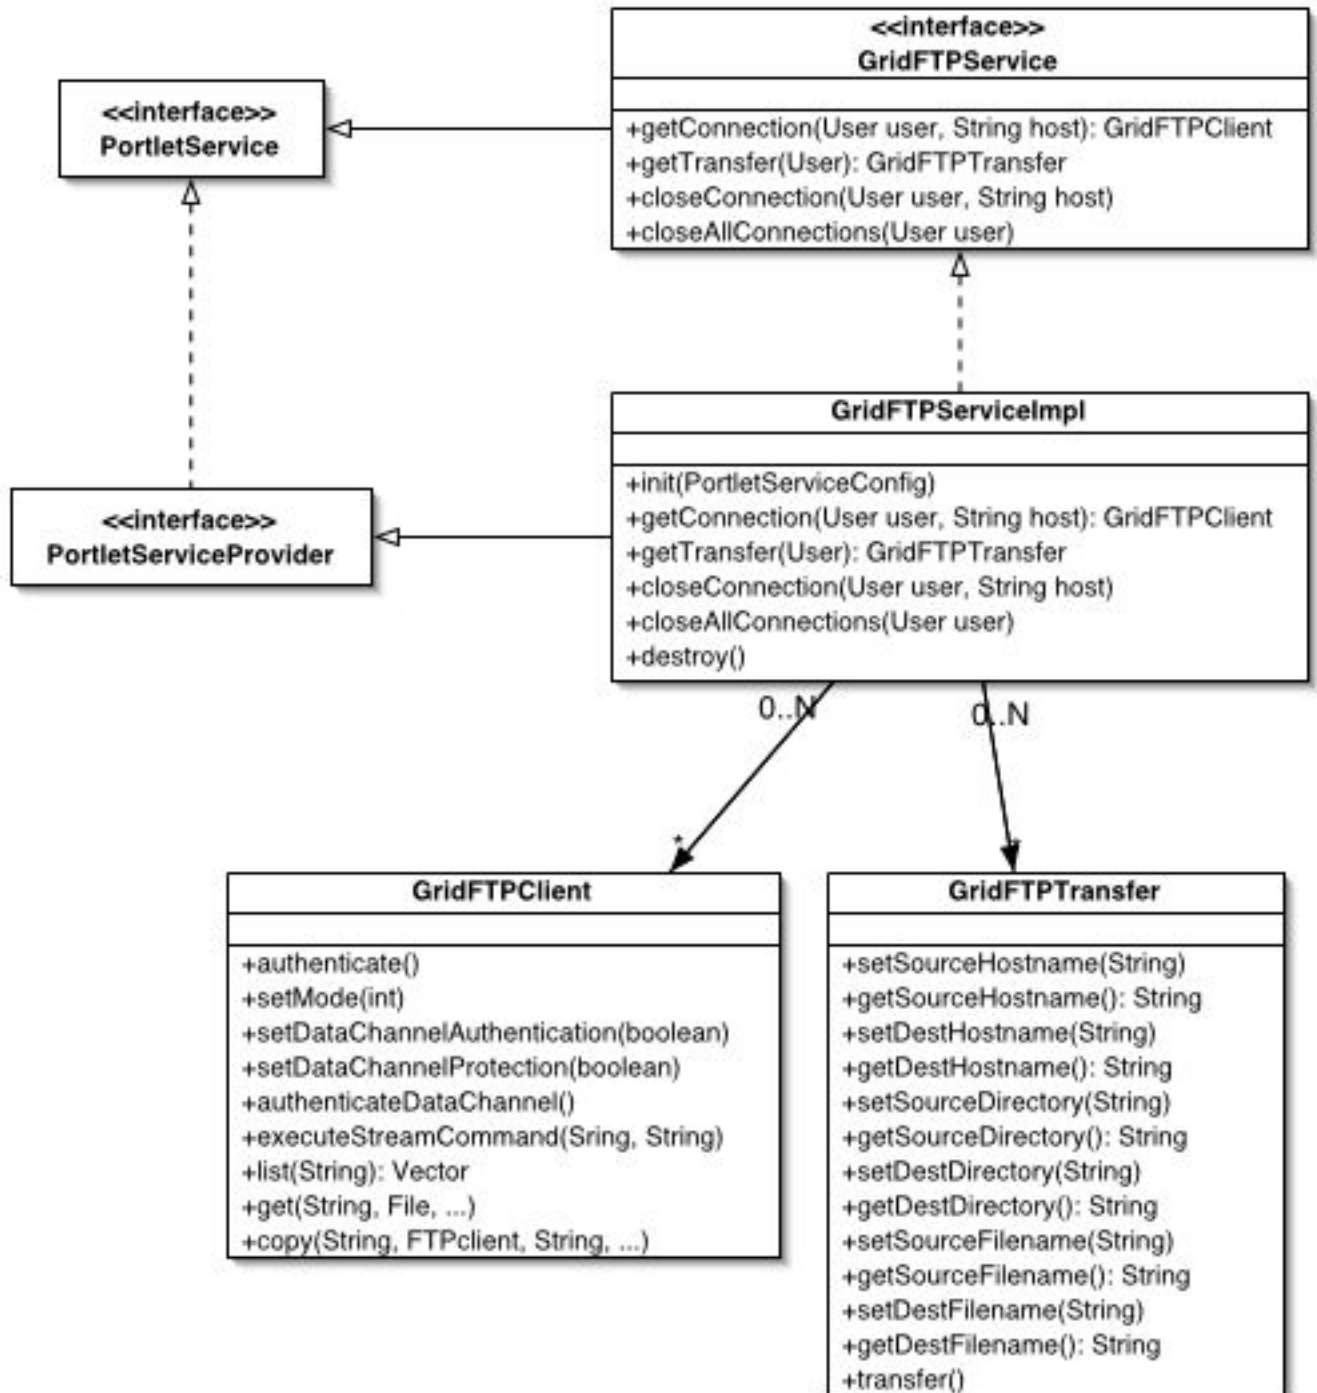 <<interface>>
GridFTPService
+getConnection(User user, String host): GridFTPClient
+getTransfer(User): GridFTPTransfer
+closeConnection(User user, String host)
+closeAllConnections(User user)
<<interface>>
PortletService
GridFTPServiceImpl
+init(PortletServiceConfig)
+getConnection(User user, String host): GridFTPClient
+getTransfer(User): GridFTPTransfer
+closeConnection(User user, String host)
+closeAllConnections(User user)
+destroy()
<<interface>>
PortletServiceProvider
0..N
0..N
*
*
GridFTPClient
+authenticate()
+setMode(int)
+setDataChannelAuthentication(boolean)
+setDataChannelProtection(boolean)
+authenticateDataChannel()
+executeStreamCommand(Sring, String)
+list(String): Vector
+get(String, File, ...)
+copy(String, FTPclient, String, ...)
GridFTPTransfer
+setSourceHostname(String)
+getSourceHostname(): String
+setDestHostname(String)
+getDestHostname(): String
+setSourceDirectory(String)
+getSourceDirectory(): String
+setDestDirectory(String)
+getDestDirectory(): String
+setSourceFilename(String)
+getSourceFilename(): String
+setDestFilename(String)
+getDestFilename(): String
+transfer()